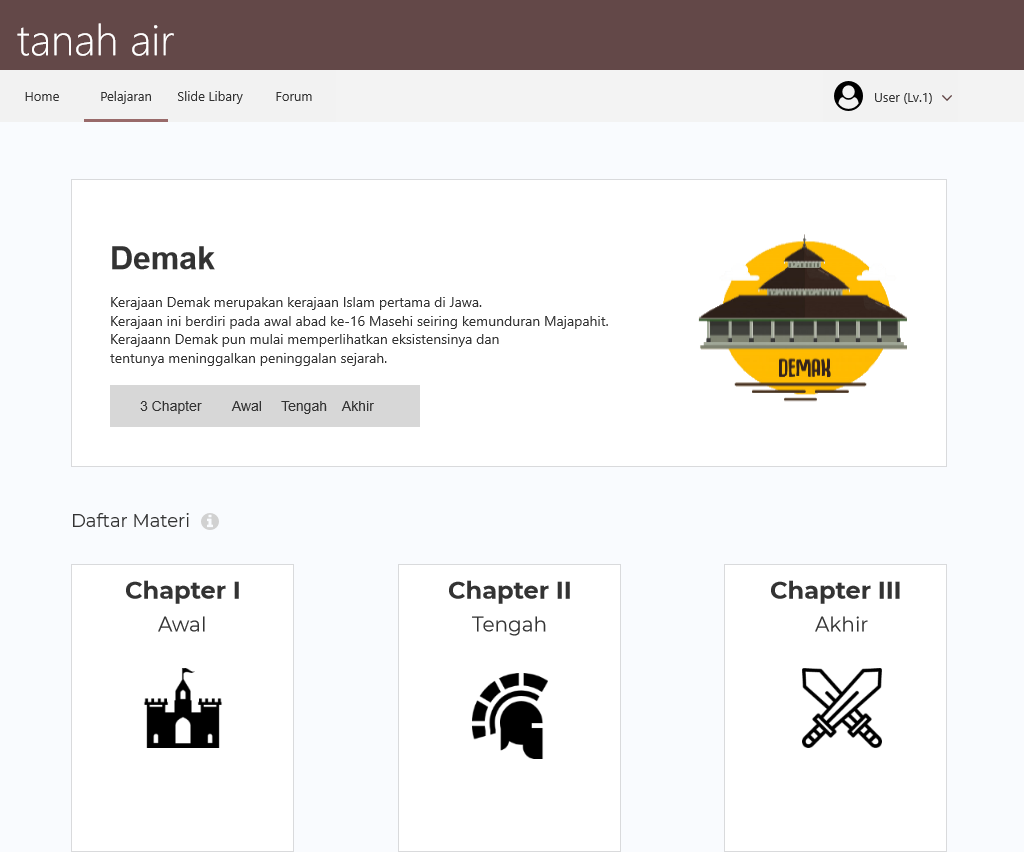 tanah air
Home Pelajaran Slide Libary Forum User (Lv.1)
Demak
Kerajaan Demak merupakan kerajaan Islam pertama di Jawa.
Kerajaan ini berdiri pada awal abad ke-16 Masehi seiring kemunduran Majapahit.
Kerajaann Demak pun mulai memperlihatkan eksistensinya dan
tentunya meninggalkan peninggalan sejarah.
3 Chapter Awal Tengah Akhir
DEMAK
Daftar Materi
Chapter I
Awal
Chapter II
Tengah
Chapter III
Akhir